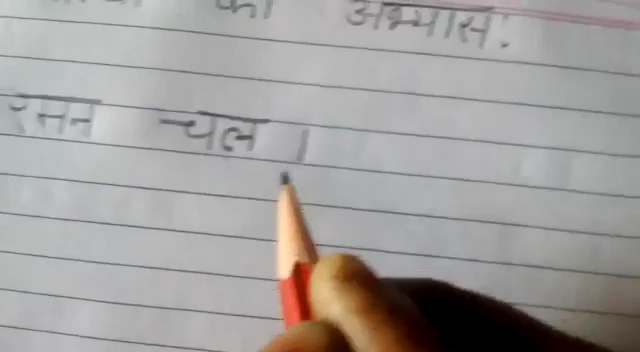 का अभ्यास:
रमन चल ।